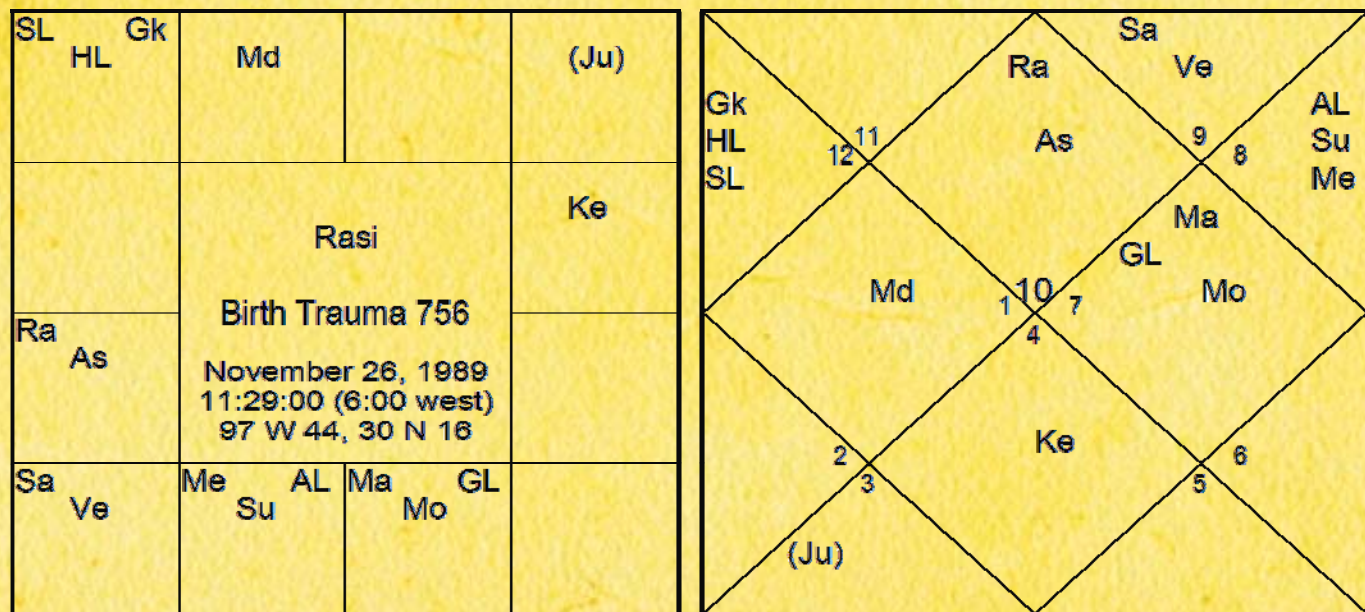 SL Gk
HL
Md
(Ju)
Ke
Rasi
Birth Trauma 756
November 26, 1989
11:29:00 (6:00 west)
97 W 44, 30 N 16
Ra
As
Sa
Ve
Me AL
Su
Ma GL
Mo
Sa
Ve
Ra
As
Gk
HL
SL
11
12
9
8
AL
Su
Me
Ma
GL
Mo
Md
1
10
7
4
Ke
2
3
6
5
(Ju)